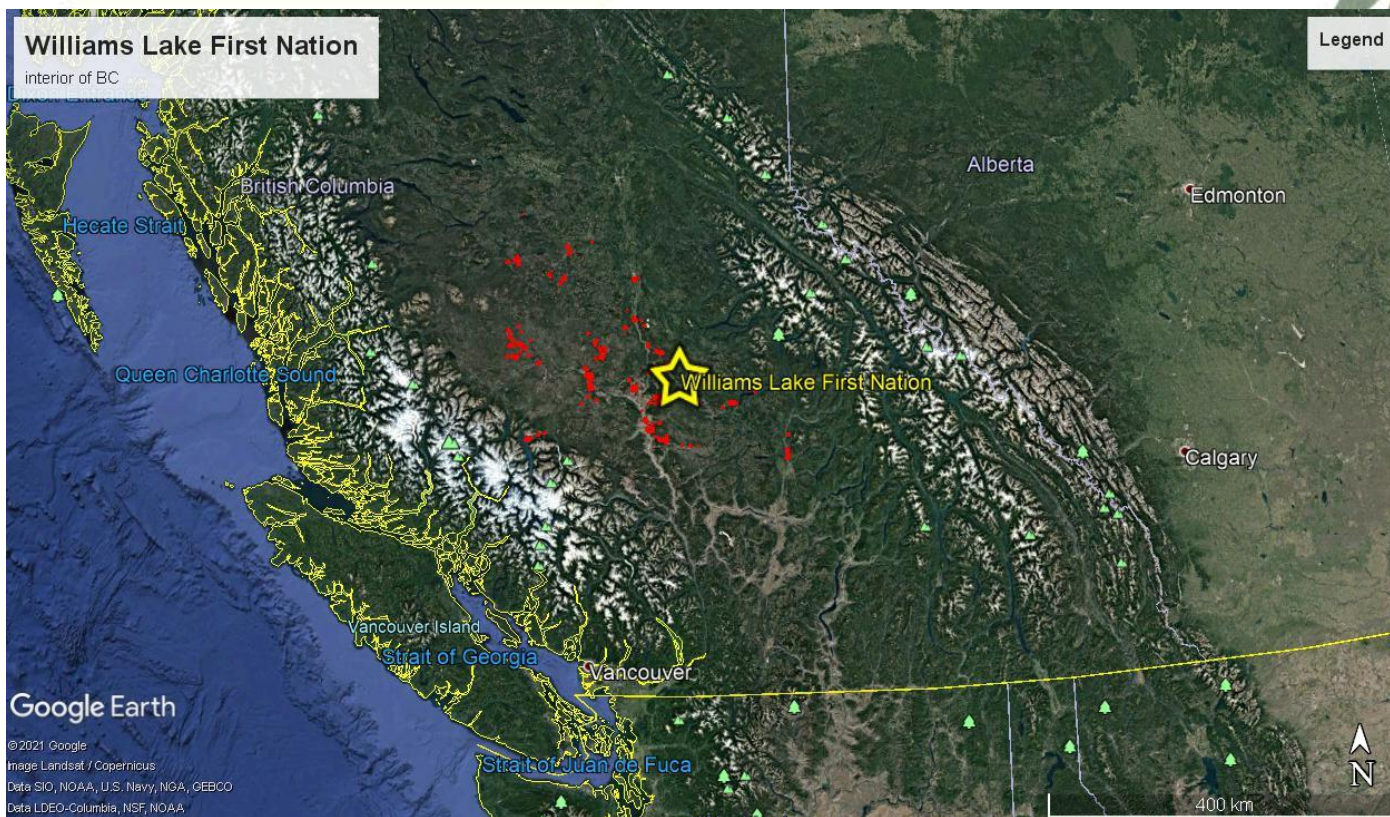 Williams Lake First Nation
interior of BC
Legend
Dixon Entrance
Alberta
British Columbia
Edmonton
Hecate Strait
Queen Charlotte Sound
Williams Lake First Nation
Calgary
Vancouver Island
Strait of Georgia
Vancouver
Google Earth
©2021 Google
Image Landsat / Copernicus
Data SIO, NOAA, U.S. Navy, NGA, GEBCO
Data LDEO-Columbia, NSF, NOAA
Strait of Juan de Fuca
N
400 km